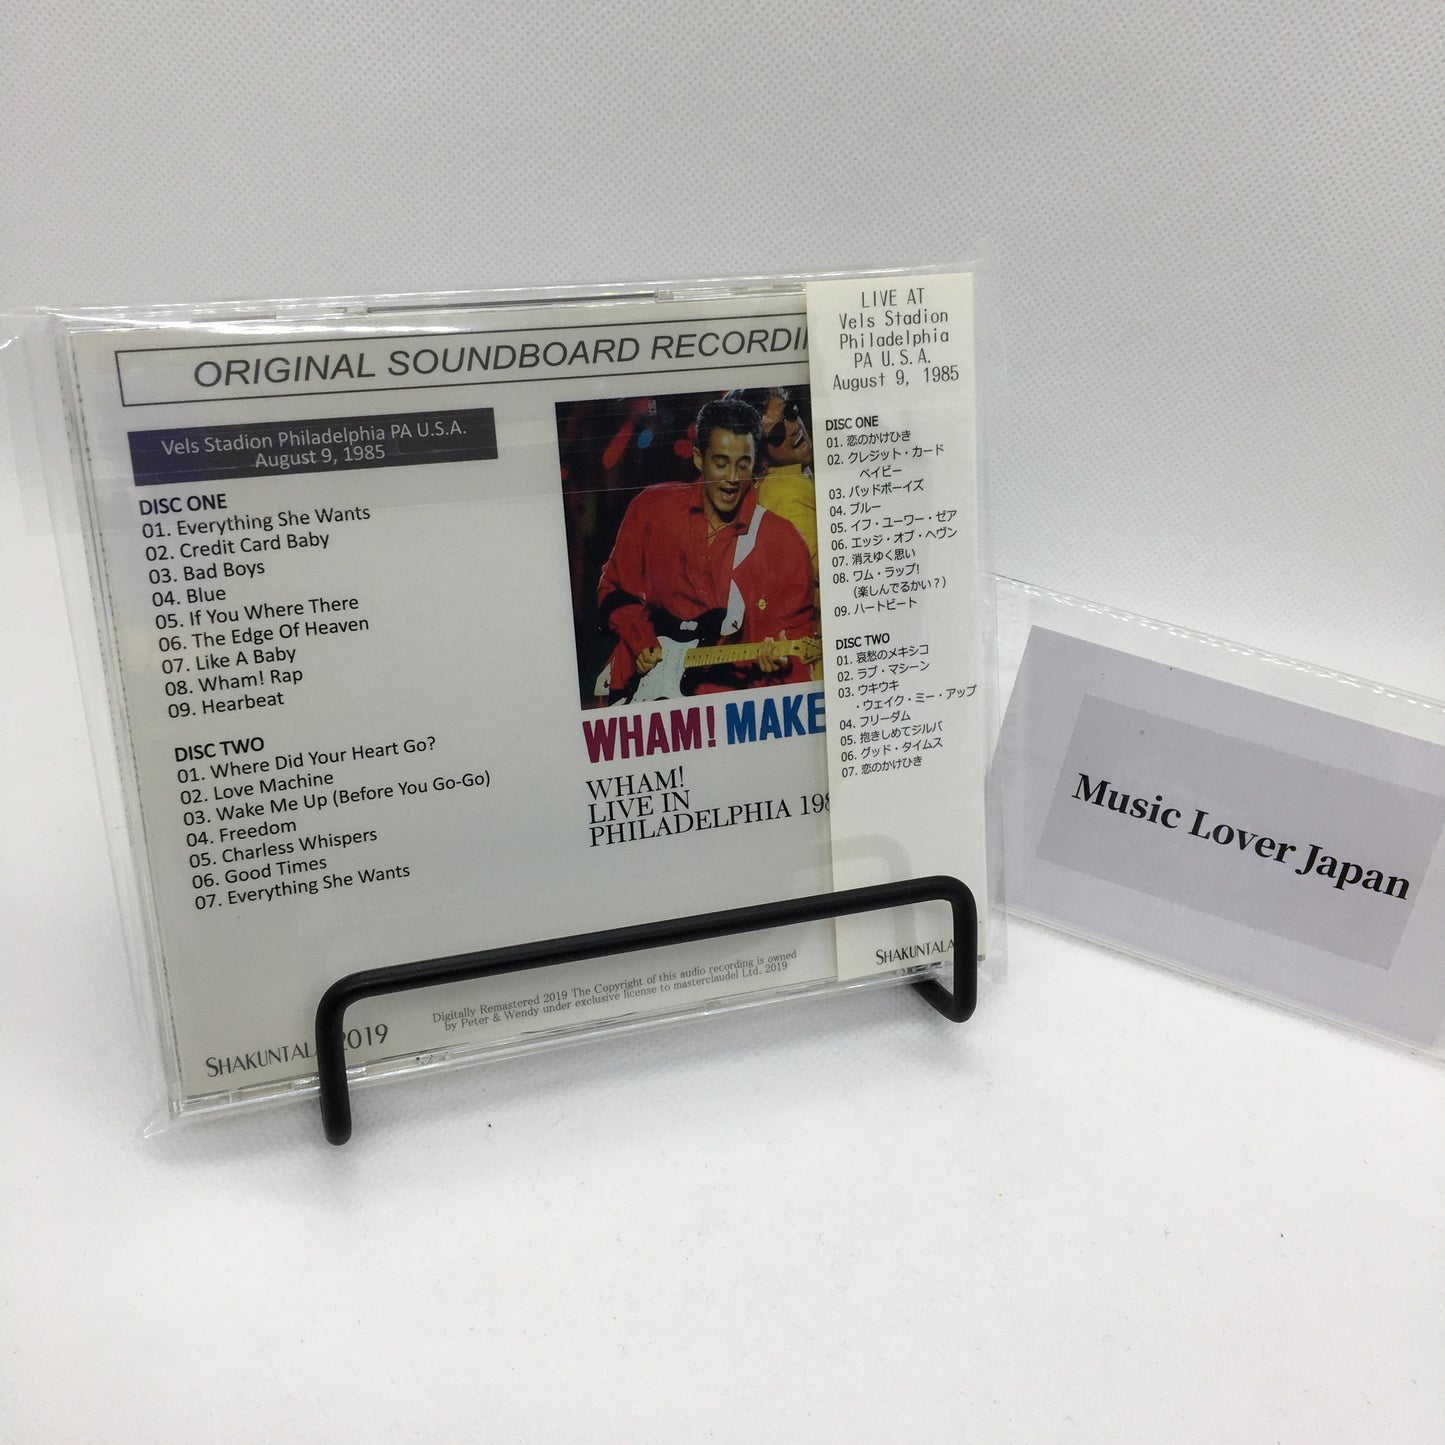 ORIGINAL SOUNDBOARD RECORDI
Vels Stadion Philadelphia PA U.S.A.
August 9, 1985
DISC ONE
01. Everything She Wants
02. Credit Card Baby
03. Bad Boys
04. Blue
05. If You Where There
06. The Edge Of Heaven
07. Like A Baby
08. Wham! Rap
09. Hearbeat
DISC TWO
01. Where Did Your Heart Go?
02. Love Machine
03. Wake Me Up (Before You Go-Go)
04. Freedom
05. Charless Whispers
06. Good Times
07. Everything She Wants
WHAM! MAKE
WHAM!
LIVE IN
PHILADELPHIA 198
Digitally Remastered 2019 The Copyright of this audio recording is owned
by Peter & Wendy under exclusive license to masterclaudel Ltd. 2019
SHAKUNTAL 2019
LIVE AT
Vels Stadion
Philadelphia
PA U.S.A.
August 9, 1985
DISC ONE
01. 恋のかけひき
02. クレジット・カード
ベイビー
03. バッドボーイズ
04. ブルー
05. イフ・ユーワー・ゼア
06. エッジ・オブ・ヘヴン
07. 消えゆく思い
08. ワム・ラップ!
(楽しんでるかい？)
09. ハートビート
DISC TWO
01. 哀愁のメキシコ
02. ラブ・マシーン
03. ウキウキ
・ウェイク・ミー・アップ
04. フリーダム
05. 抱きしめてジルバ
06. グッド・タイムス
07. 恋のかけひき
SHAKUNTALA
Music Lover Japan